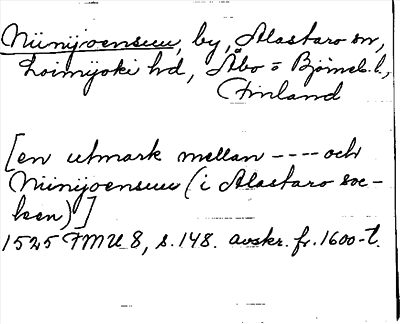 Niinijoensuu, by, Alastaro sn,
Loimijoki hd, Åbo = Björneb. l.,
Finland
[en utmark mellan ---- och
Niinijoensuu (i Alastaro soc-
ken)]
1525 FMU 8, s. 148. avskr. fr. 1600-t.